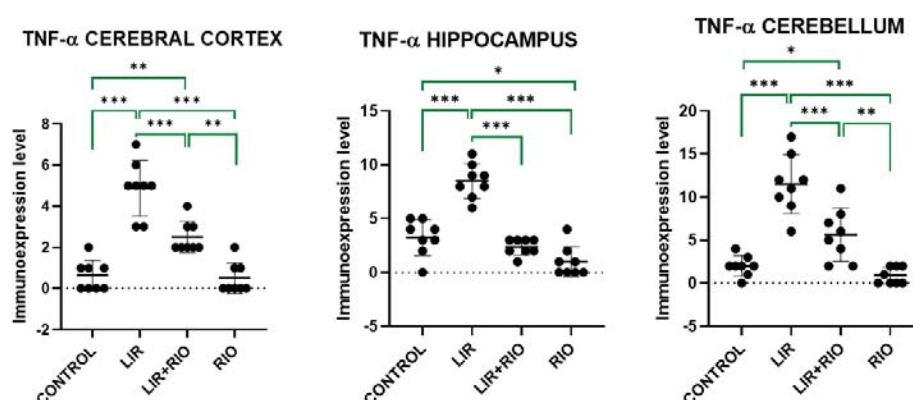 TNF-α CEREBRAL CORTEX
**
*** ***
*** **
Immunoexpression level
8
6
4
2
0
-2
CONTROL
LIR
LIR+RIO
RIO
TNF-α HIPPOCAMPUS
*
*** ***
***
Immunoexpression level
15
10
5
0
-5
CONTROL
LIR
LIR+RIO
RIO
TNF-α CEREBELLUM
*
*** ***
*** **
Immunoexpression level
20
15
10
5
0
-5
CONTROL
LIR
LIR+RIO
RIO